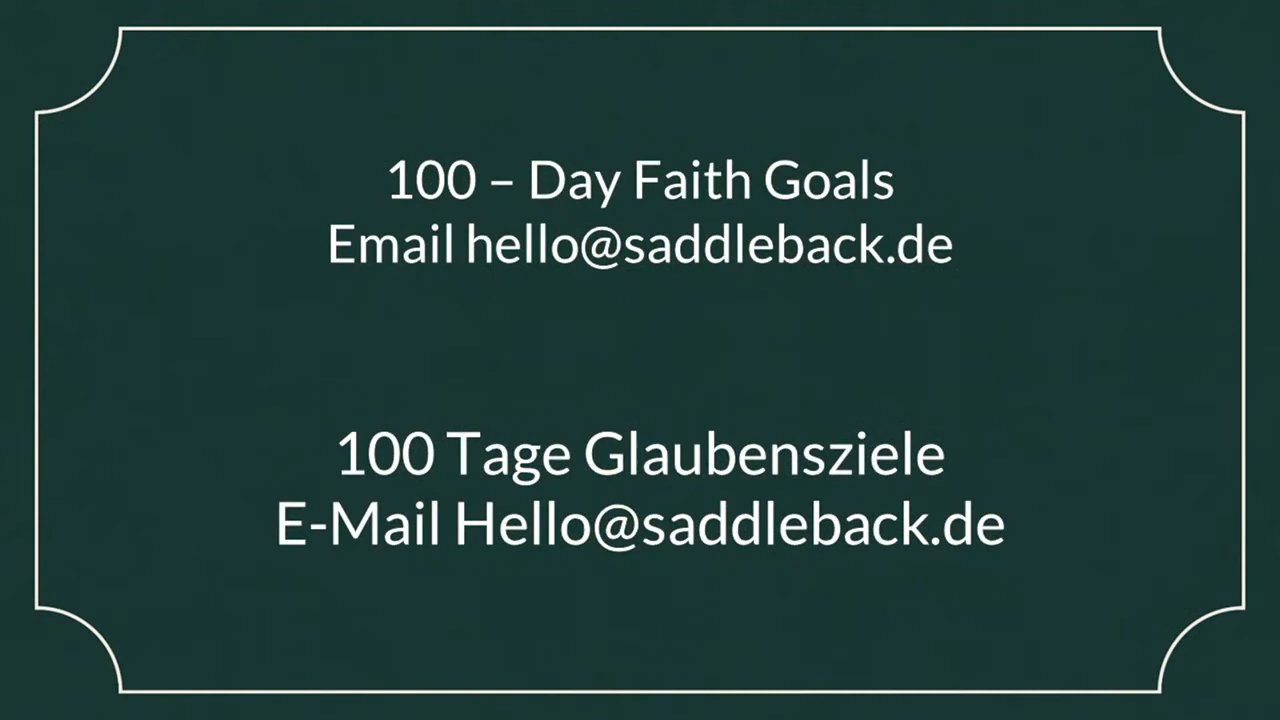 100 – Day Faith Goals
Email hello@saddleback.de
100 Tage Glaubensziele
E-Mail Hello@saddleback.de